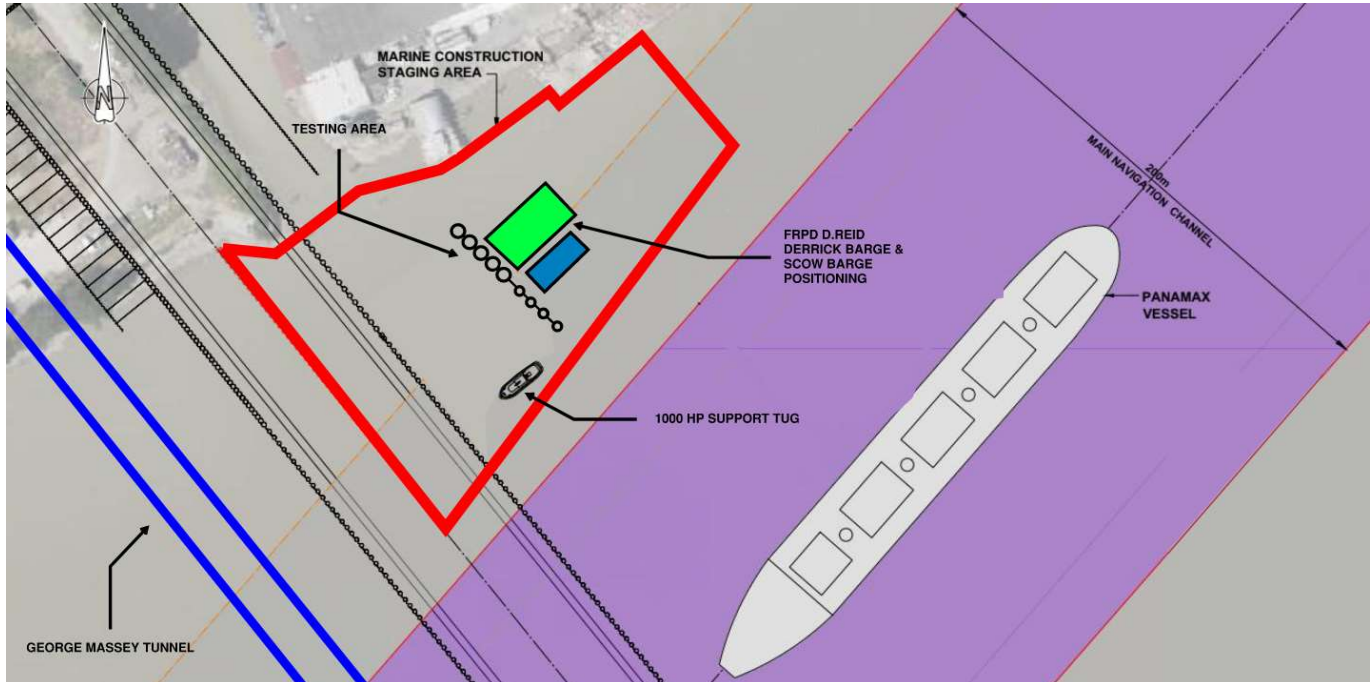 MARINE CONSTRUCTION
STAGING AREA
N
TESTING AREA
200m
MAIN NAVIGATION CHANNEL
FRPD D.REID
DERRICK BARGE &
SCOW BARGE
POSITIONING
PANAMAX
VESSEL
1000 HP SUPPORT TUG
GEORGE MASSEY TUNNEL